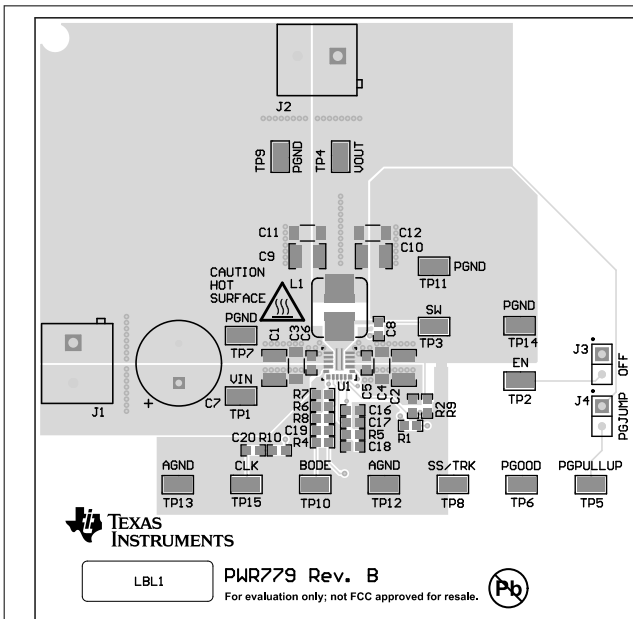 J2
TP9
PGND
TP4
VOUT
C11
C12
C9
C10
CAUTION
HOT
SURFACE
L1
PGND
TP11
PGND
TP7
C1
C3
C6
C8
SW
TP3
PGND
TP14
J3
OFF
J1
+
C7
VIN
TP1
U1
C5
C4
C2
EN
TP2
J4
PGJUMP
R7
R6
R8
C19
R4
C16
C17
R5
C18
R2
R9
R1
C20
R10
AGND
TP13
CLK
TP15
BODE
TP10
AGND
TP12
SS/TRK
TP8
PGOOD
TP6
PGPULLUP
TP5
TEXAS
INSTRUMENTS
LBL1
PWR779 Rev. B
For evaluation only; not FCC approved for resale.
Pb